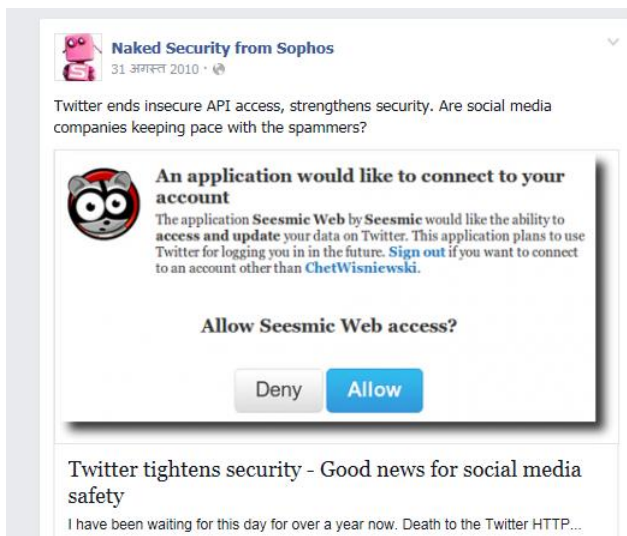 Naked Security from Sophos
31 अगस्त 2010 ·
Twitter ends insecure API access, strengthens security. Are social media
companies keeping pace with the spammers?
An application would like to connect to your
account
The application Seesmic Web by Seesmic would like the ability to
access and update your data on Twitter. This application plans to use
Twitter for logging you in in the future. Sign out if you want to connect
to an account other than ChetWisniewski.
Allow Seesmic Web access?
Deny Allow
Twitter tightens security - Good news for social media
safety
I have been waiting for this day for over a year now. Death to the Twitter HTTP...